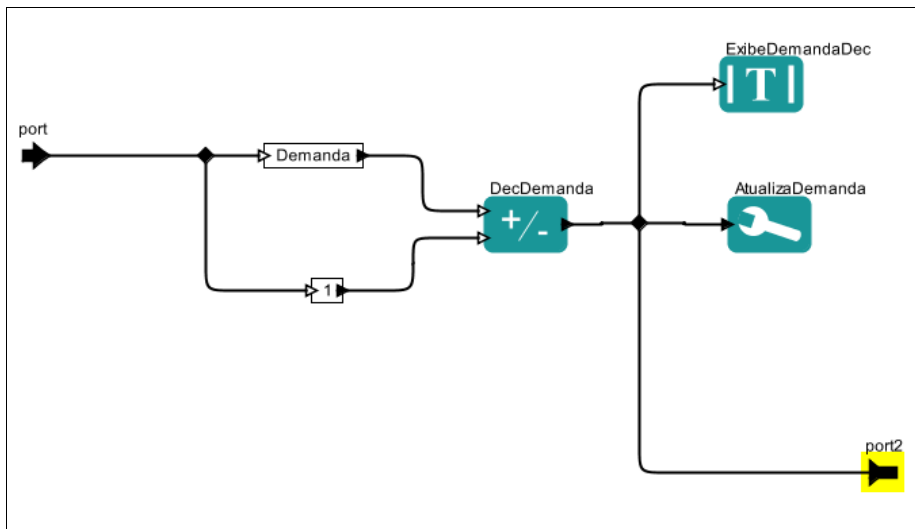 ExibeDemandaDec
T
port
Demanda
DecDemanda
+/-
AtualizaDemanda
1
port2